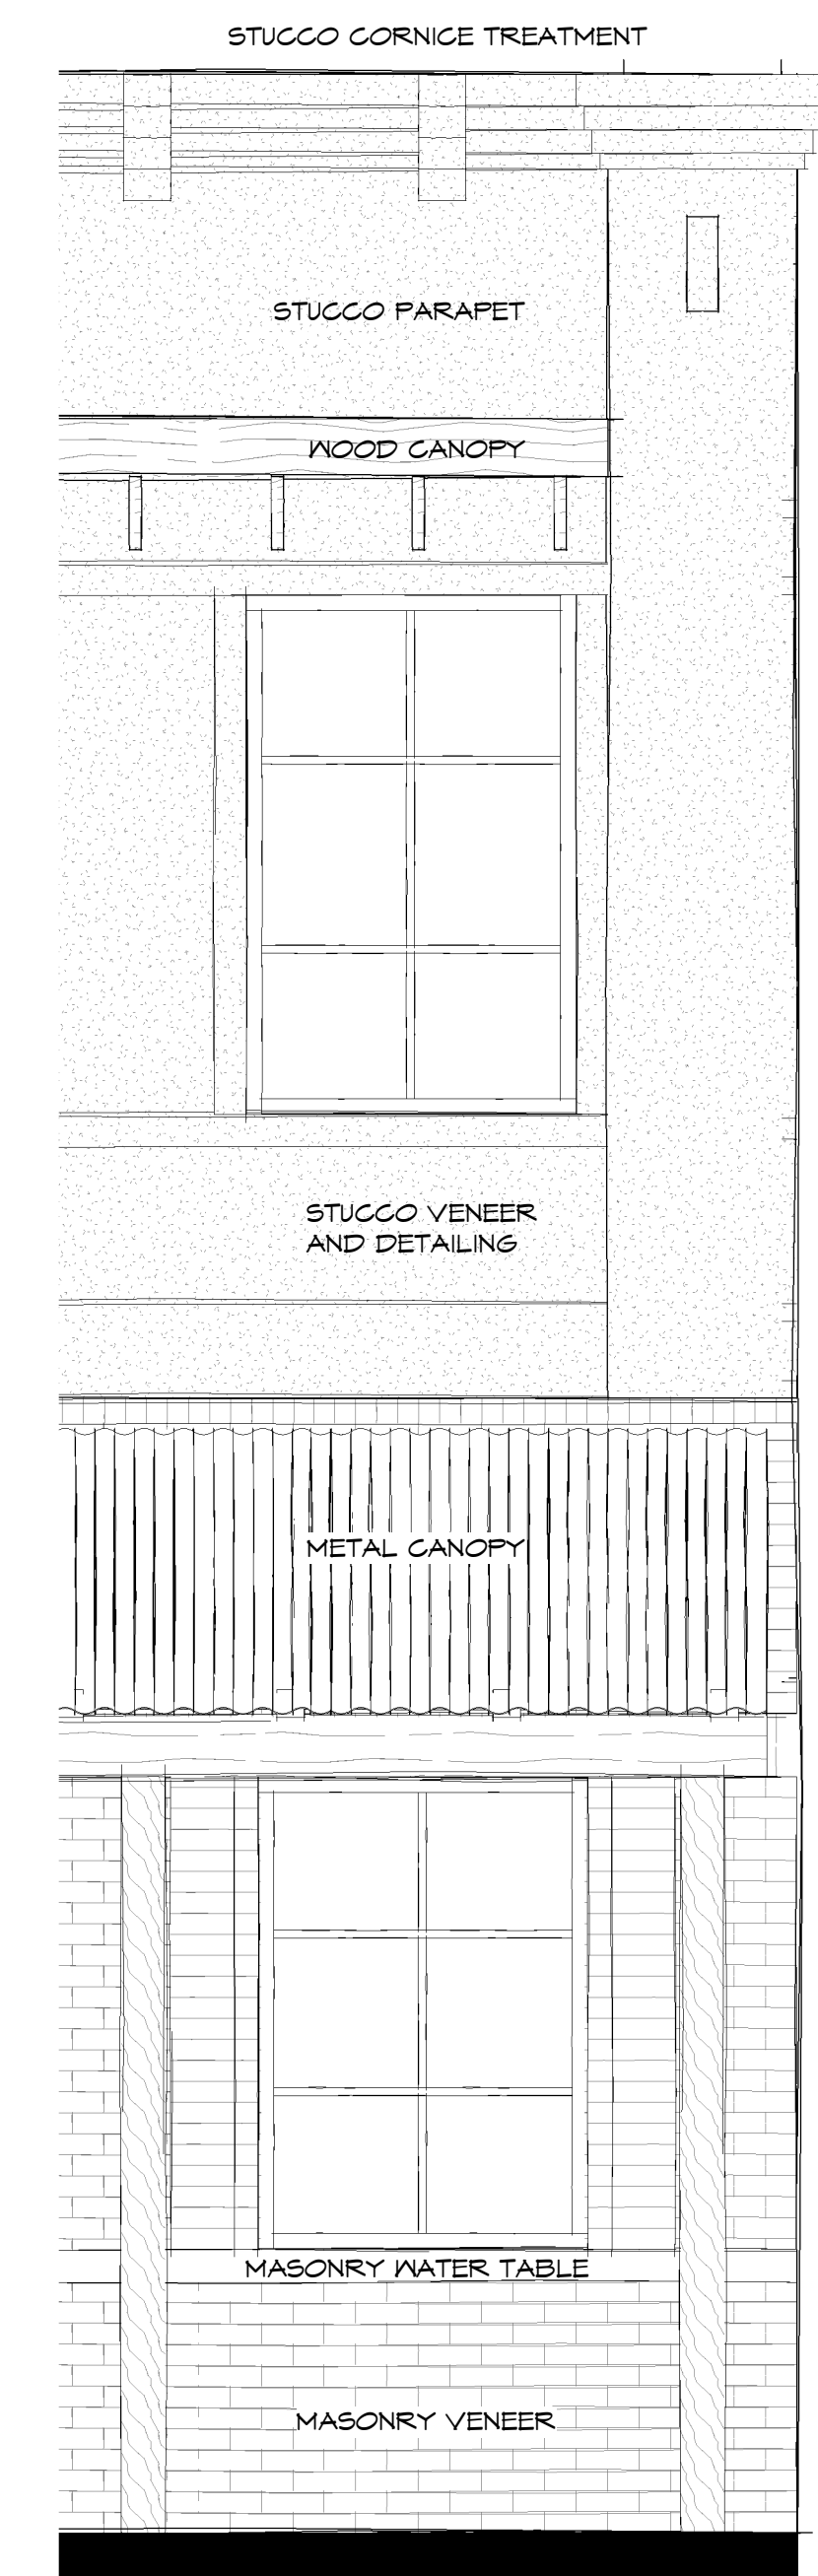 STUCCO CORNICE TREATMENT
STUCCO PARAPET
WOOD CANOPY
STUCCO VENEER
AND DETAILING
METAL CANOPY
MASONRY WATER TABLE
MASONRY VENEER